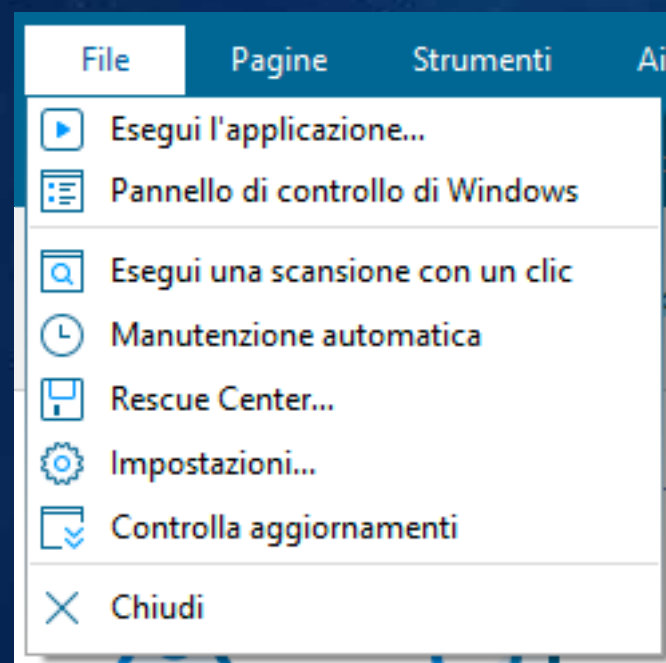 File Pagine Strumenti Ai
Esegui l'applicazione...
Pannello di controllo di Windows
Esegui una scansione con un clic
Manutenzione automatica
Rescue Center...
Impostazioni...
Controlla aggiornamenti
Chiudi